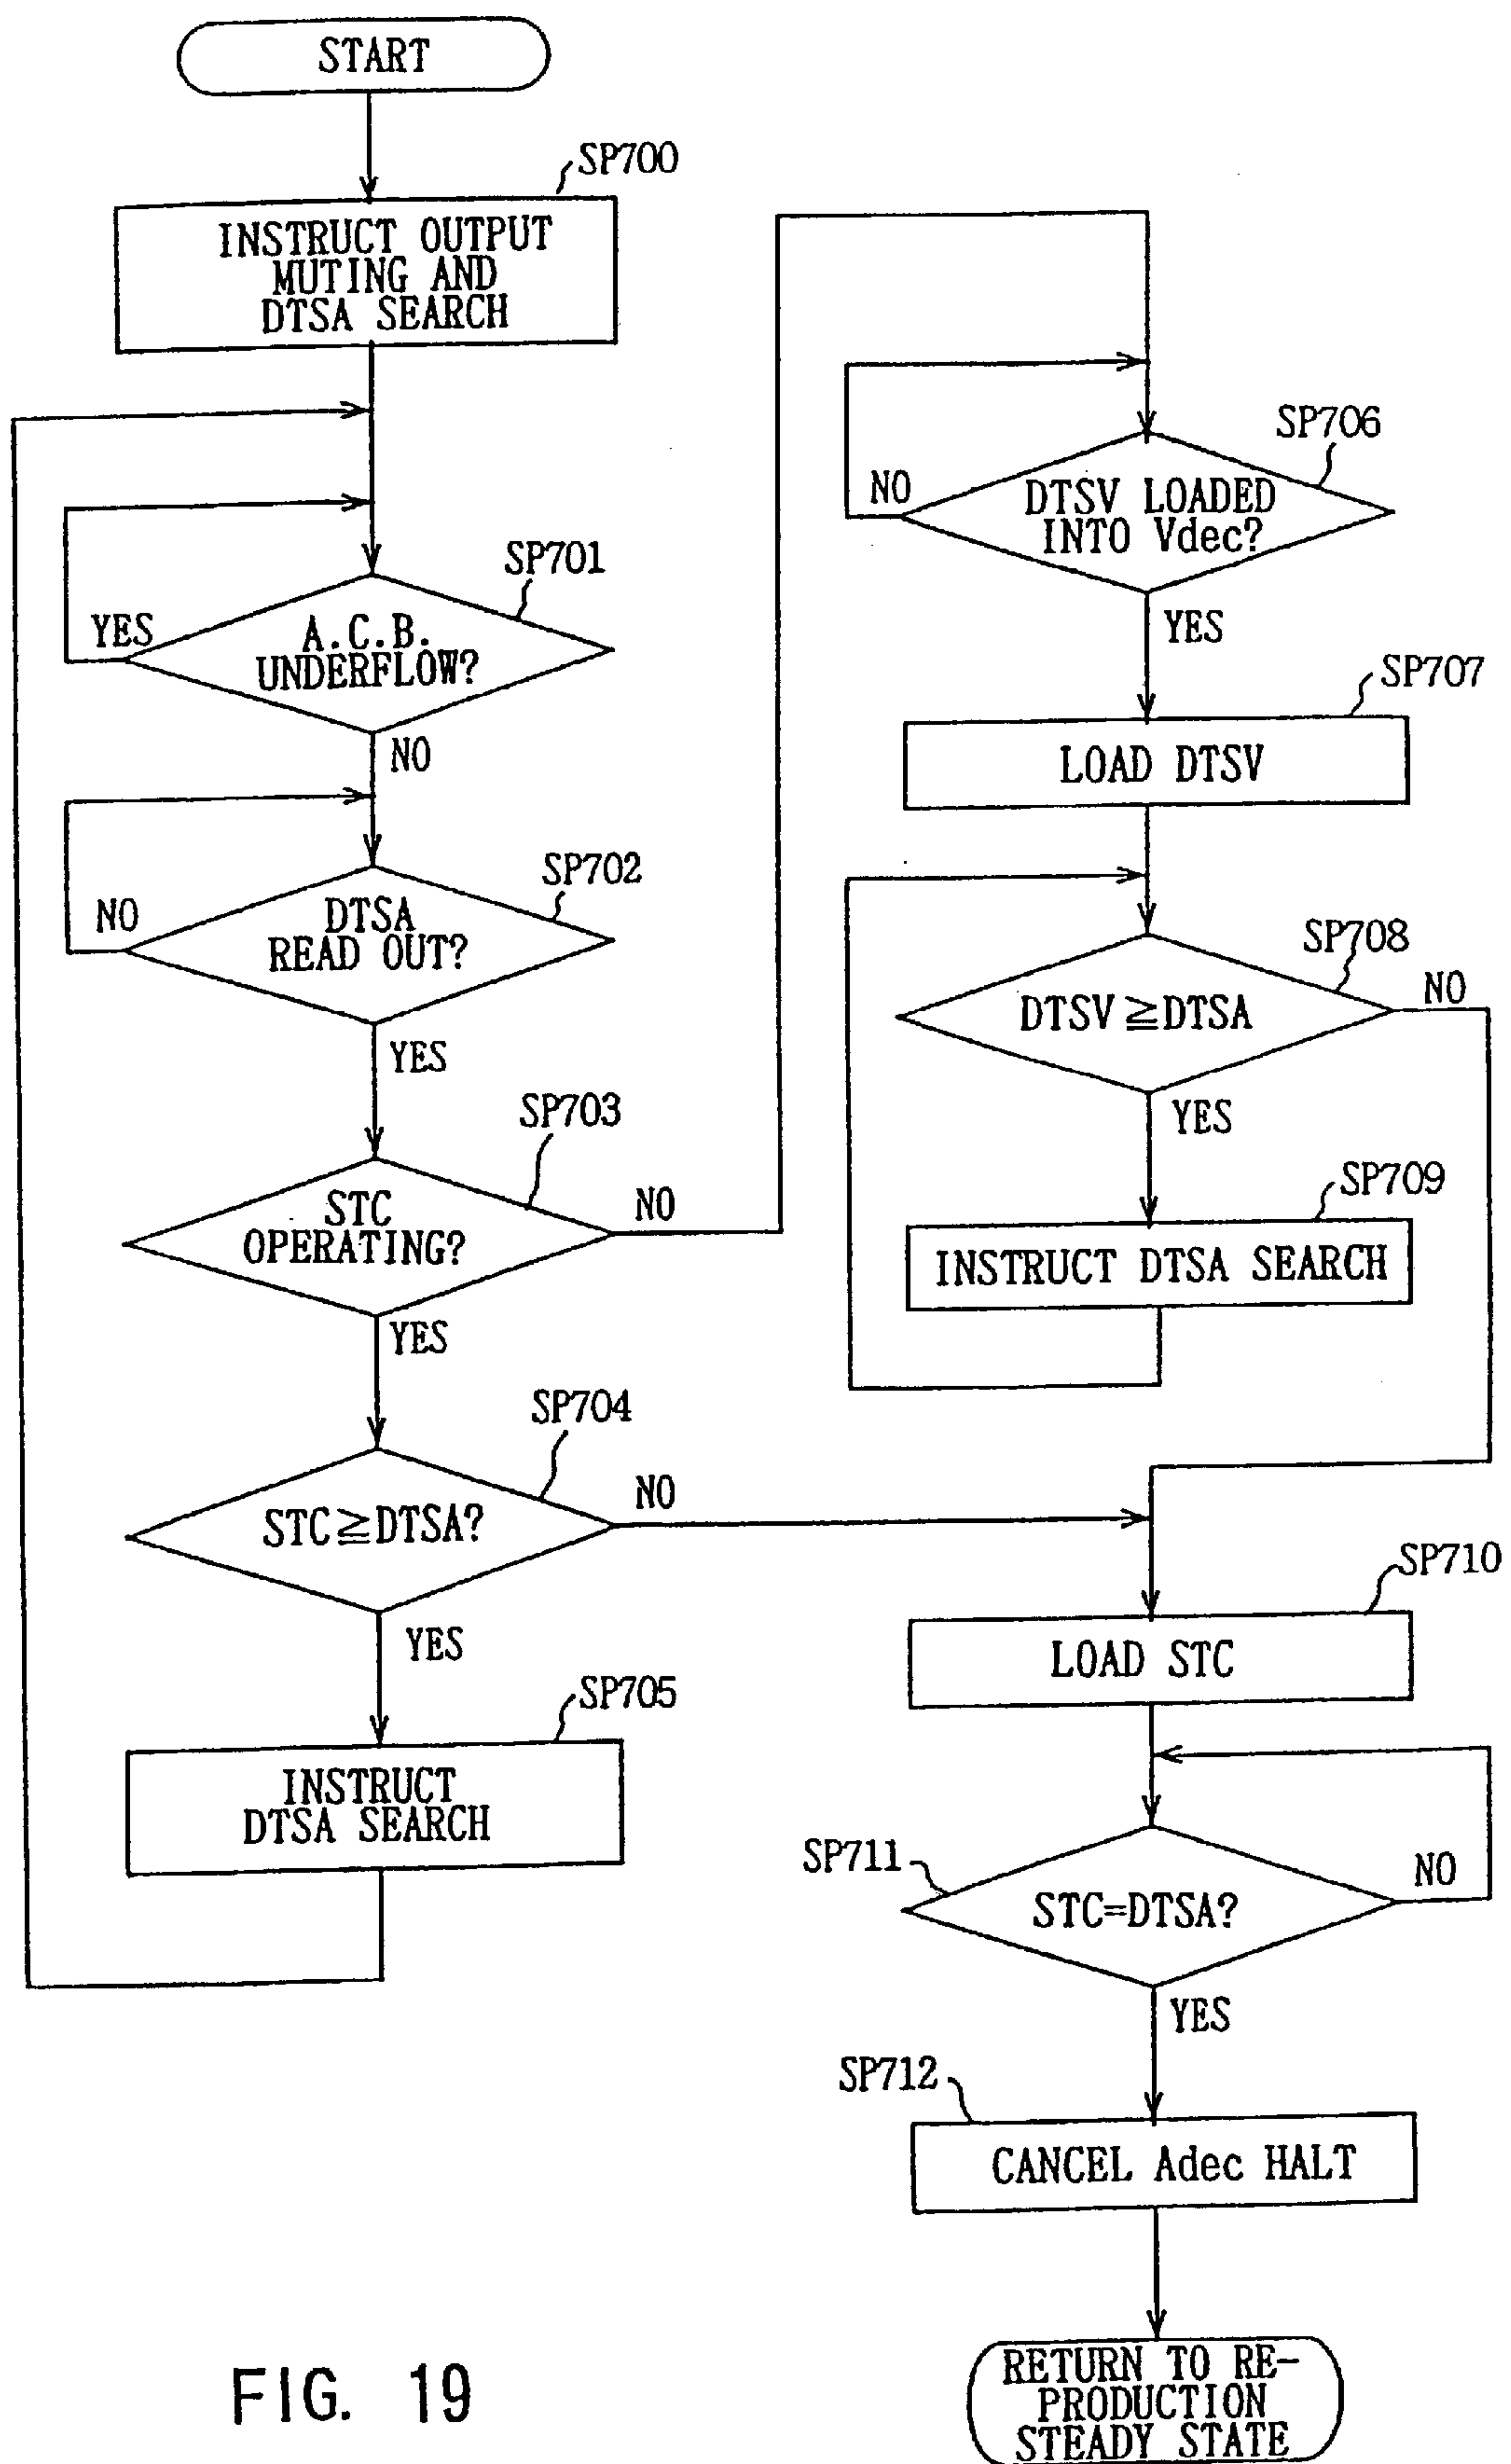 START
SP700
INSTRUCT OUTPUT
MUTING AND
DTSA SEARCH
SP701
YES
A.C.B.
UNDERFLOW?
NO
SP702
NO
DTSA
READ OUT?
YES
SP703
STC
OPERATING?
NO
YES
SP704
STC≧DTSA?
NO
YES
SP705
INSTRUCT
DTSA SEARCH
SP706
NO
DTSV LOADED
INTO Vdec?
YES
SP707
LOAD DTSV
SP708
DTSV≧DTSA
NO
YES
SP709
INSTRUCT DTSA SEARCH
SP710
LOAD STC
SP711
STC=DTSA?
NO
YES
SP712
CANCEL Adec HALT
RETURN TO RE-
PRODUCTION
STEADY STATE
FIG. 19